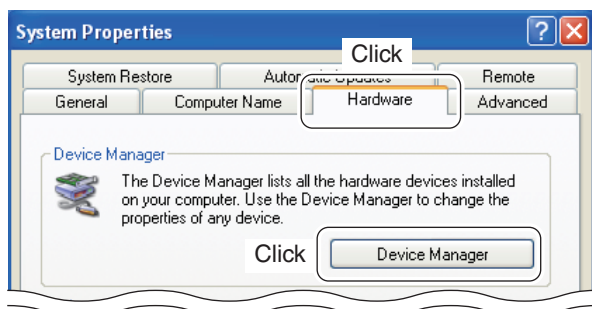 System Properties
Click
System Restore Automatic Updates Remote
General Computer Name Hardware Advanced
Device Manager
The Device Manager lists all the hardware devices installed
on your computer. Use the Device Manager to change the
properties of any device.
Click Device Manager